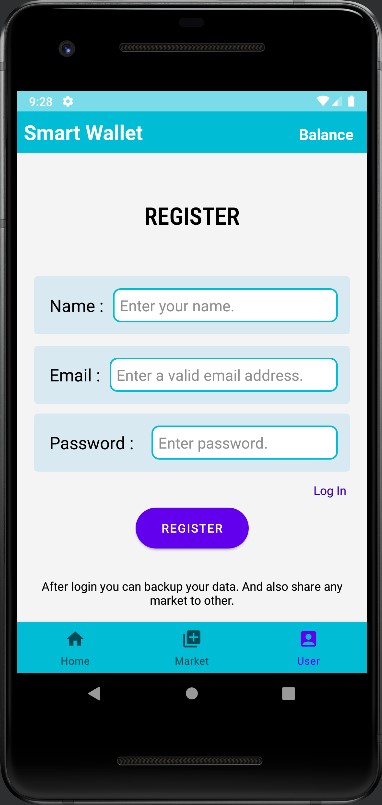 9:28
Smart Wallet
Balance
REGISTER
Name :
Enter your name.
Email :
Enter a valid email address.
Password :
Enter password.
Log In
REGISTER
After login you can backup your data. And also share any
market to other.
Home
Market
User